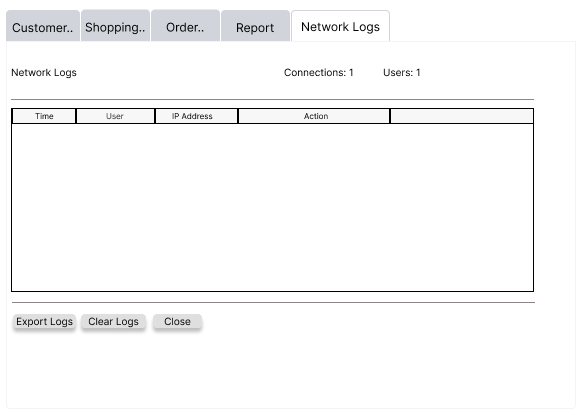 Customer.. Shopping.. Order.. Report Network Logs
Network Logs Connections: 1 Users: 1
Time User IP Address Action
Export Logs Clear Logs Close